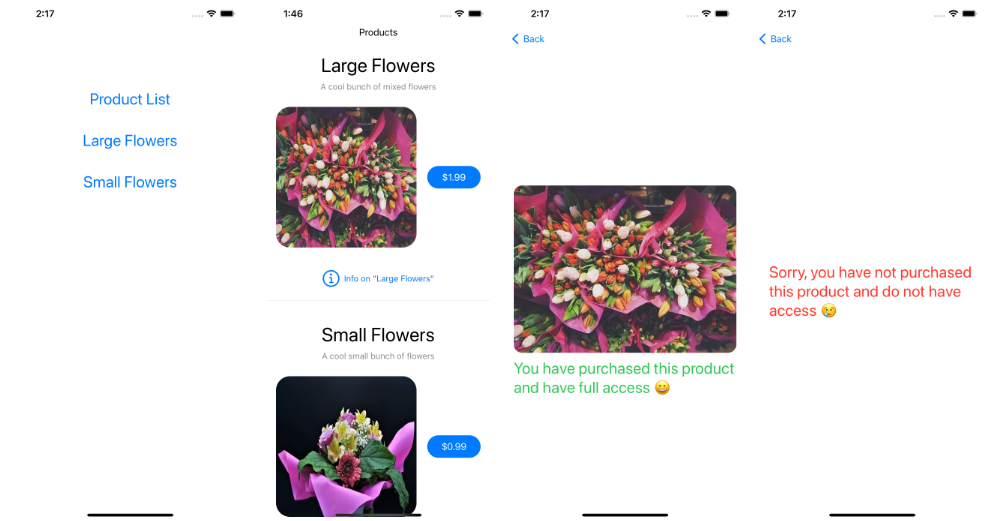 2:17
Product List
Large Flowers
Small Flowers
1:46
Products
Large Flowers
A cool bunch of mixed flowers
$1.99
Info on "Large Flowers"
Small Flowers
A cool small bunch of flowers
$0.99
2:17
Back
You have purchased this product
and have full access 😀
2:17
Back
Sorry, you have not purchased
this product and do not have
access 😢